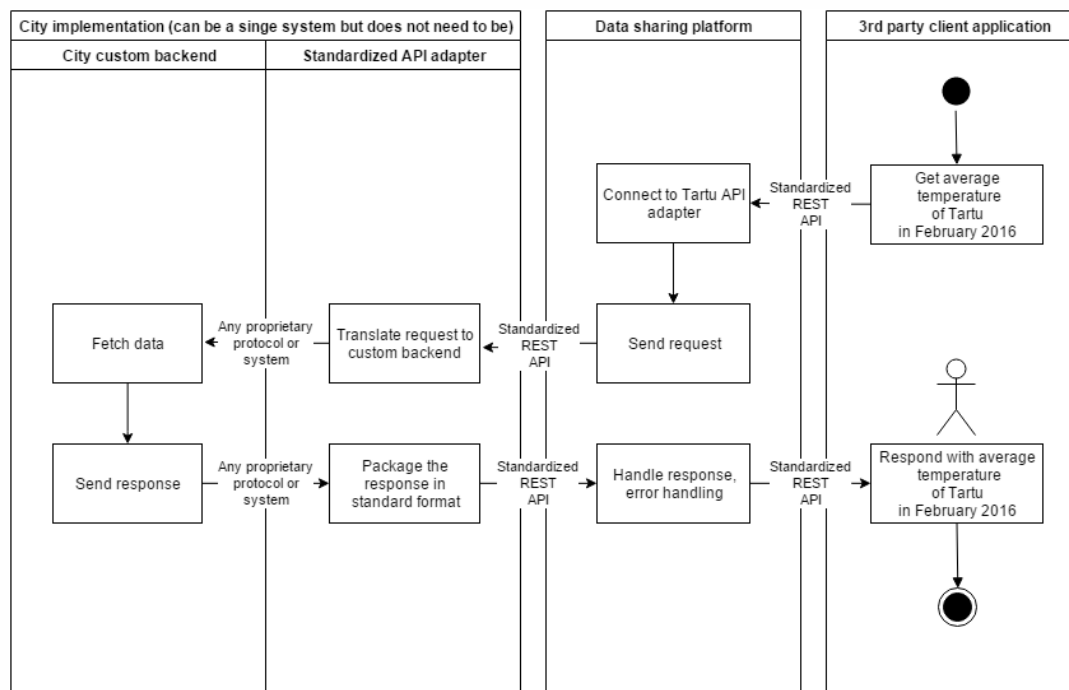 City implementation (can be a singe system but does not need to be)
Data sharing platform
3rd party client application
City custom backend
Standardized API adapter
Connect to Tartu API
adapter
Standardized
REST
API
Get average
temperature
of Tartu
in February 2016
Fetch data
Any proprietary
protocol or
system
Translate request to
custom backend
Standardized
REST
API
Send request
Send response
Any proprietary
protocol or
system
Package the
response in
standard format
Standardized
REST
API
Handle response,
error handling
Standardized
REST
API
Respond with average
temperature
of Tartu
in February 2016